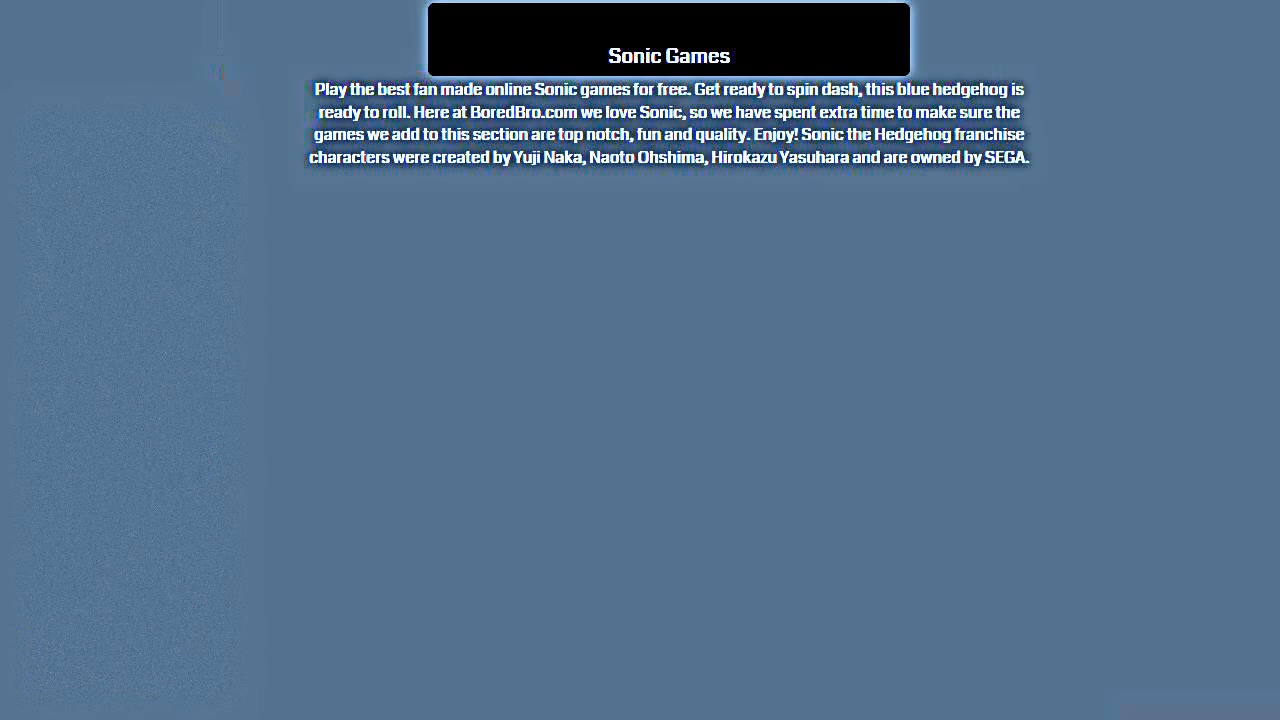 Sonic Games
Play the best fan made online Sonic games for free. Get ready to spin dash, this blue hedgehog is
ready to roll. Here at BoredBro.com we love Sonic, so we have spent extra time to make sure the
games we add to this section are top notch, fun and quality. Enjoy! Sonic the Hedgehog franchise
characters were created by Yuji Naka, Naoto Ohshima, Hirokazu Yasuhara and are owned by SEGA.